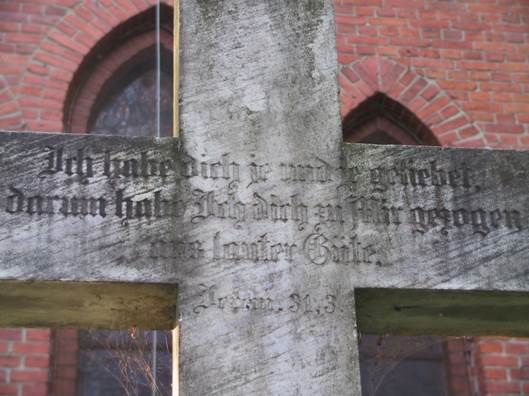 Ich habe dich je und je geliebet,
darum habe Ich dich zu Mir gezogen
aus lauter Güte.
Jerem. 31.3.